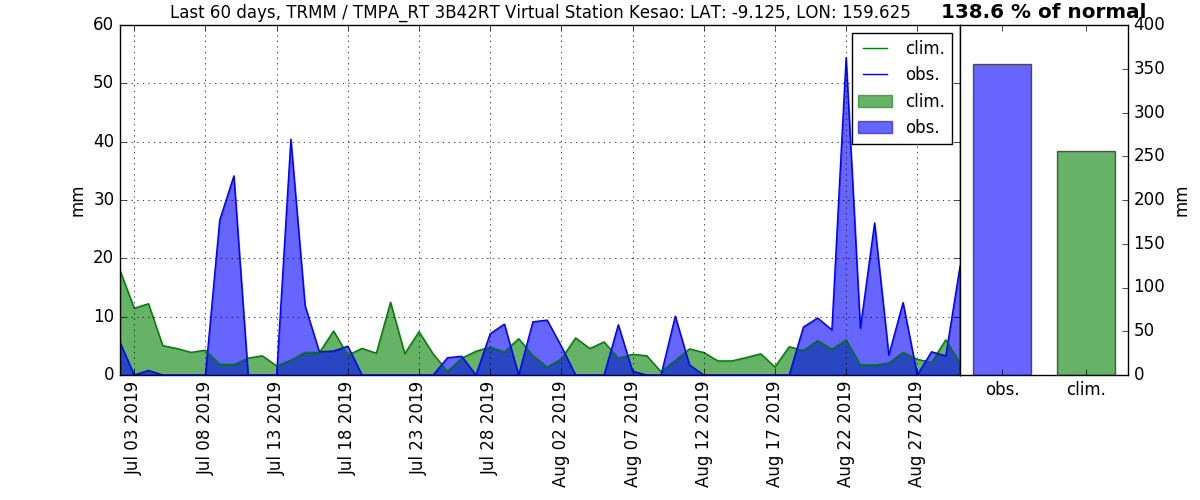 Last 60 days, TRMM / TMPA_RT 3B42RT Virtual Station Kesao: LAT: -9.125, LON: 159.625
138.6 % of normal
60
50
40
30
20
10
0
mm
clim.
obs.
clim.
obs.
Jul 03 2019
Jul 08 2019
Jul 13 2019
Jul 18 2019
Jul 23 2019
Jul 28 2019
Aug 02 2019
Aug 07 2019
Aug 12 2019
Aug 17 2019
Aug 22 2019
Aug 27 2019
obs.
clim.
400
350
300
250
200
150
100
50
0
mm